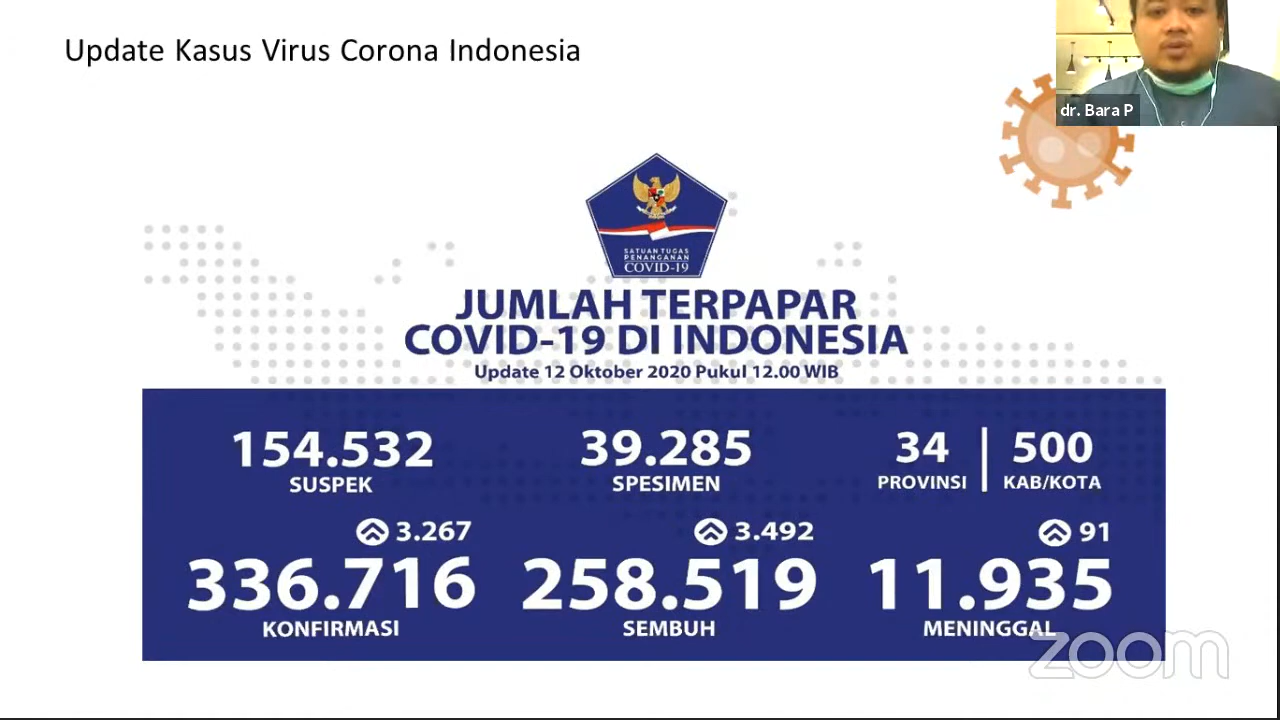 Update Kasus Virus Corona Indonesia
dr. Bara P
SATUAN TUGAS
PENANGANAN
COVID-19
JUMLAH TERPAPAR
COVID-19 DI INDONESIA
Update 12 Oktober 2020 Pukul 12.00 WIB
154.532
SUSPEK
39.285
SPESIMEN
34
PROVINSI
500
KAB/KOTA
3.267
336.716
KONFIRMASI
3.492
258.519
SEMBUH
91
11.935
MENINGGAL
zoom